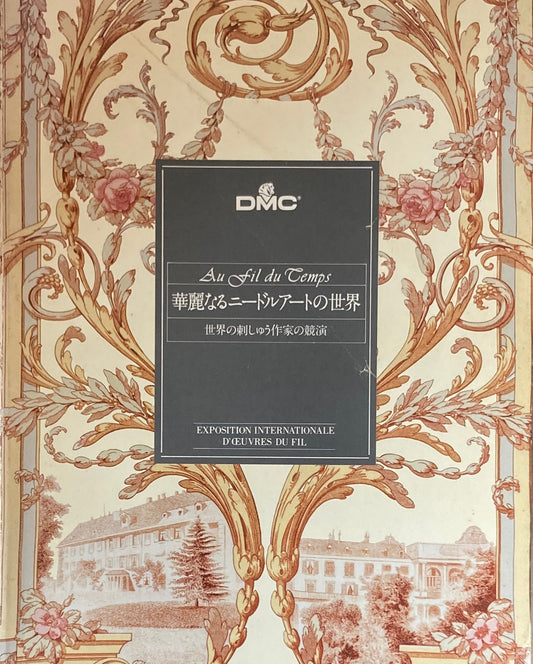 DMC®
Au Fil du Temps
華麗なるニードルアートの世界
世界の刺しゅう作家の競演
EXPOSITION INTERNATIONALE
D'ŒUVRES DU FIL